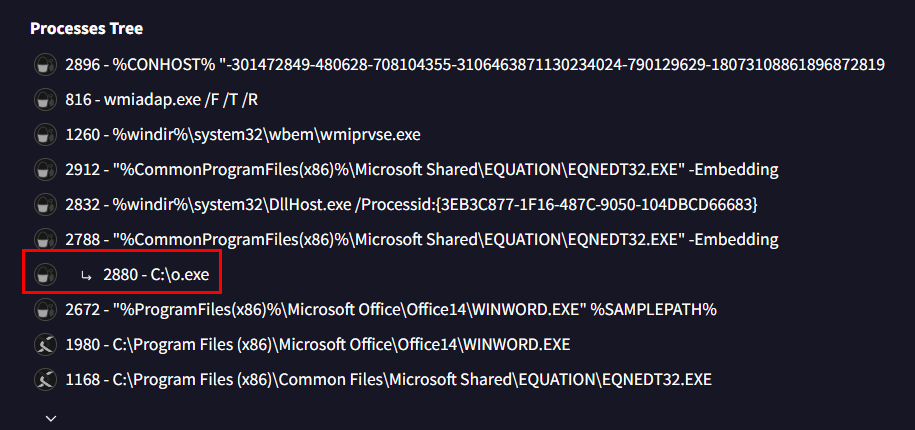 Processes Tree
2896 - %CONHOST% "-301472849-480628-708104355-3106463871130234024-790129629-18073108861896872819
816 - wmiadap.exe /F /T /R
1260 - %windir%\system32\wbem\wmiprvse.exe
2912 - "%CommonProgramFiles(x86)%\Microsoft Shared\EQUATION\EQNEDT32.EXE" -Embedding
2832 - %windir%\system32\DllHost.exe /Processid:{3EB3C877-1F16-487C-9050-104DBCD66683}
2788 - "%CommonProgramFiles(x86)%\Microsoft Shared\EQUATION\EQNEDT32.EXE" -Embedding
↳ 2880 - C:\o.exe
2672 - "%ProgramFiles(x86)%\Microsoft Office\Office14\WINWORD.EXE" %SAMPLEPATH%
1980 - C:\Program Files (x86)\Microsoft Office\Office14\WINWORD.EXE
1168 - C:\Program Files (x86)\Common Files\Microsoft Shared\EQUATION\EQNEDT32.EXE